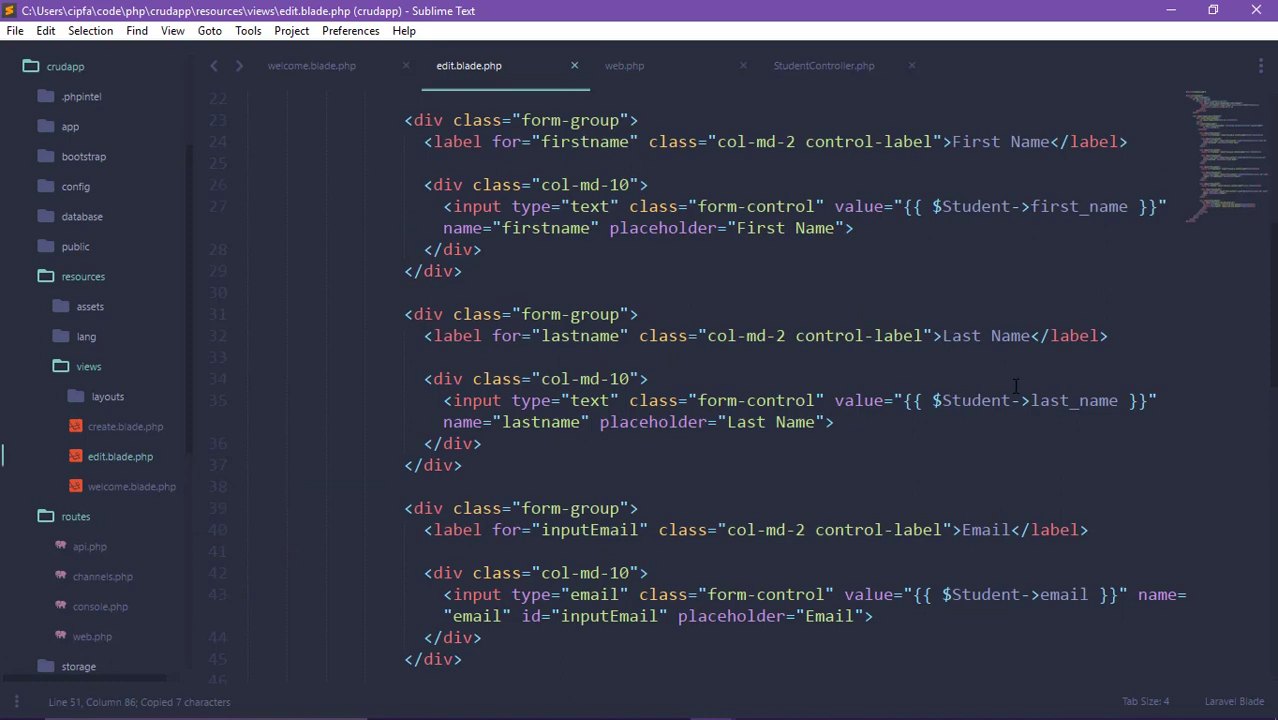 C:\Users\cipfa\code\php\crudapp\resources\views\edit.blade.php (crudapp) - Sublime Text
File Edit Selection Find View Goto Tools Project Preferences Help
crudapp
.phpintel
app
bootstrap
config
database
public
resources
assets
lang
views
layouts
create.blade.php
edit.blade.php
welcome.blade.php
routes
api.php
channels.php
console.php
web.php
storage
welcome.blade.php edit.blade.php web.php StudentController.php
22
23 <div class="form-group">
24 <label for="firstname" class="col-md-2 control-label">First Name</label>
25
26 <div class="col-md-10">
27 <input type="text" class="form-control" value="{{ $Student->first_name }}"
name="firstname" placeholder="First Name">
28 </div>
29 </div>
30
31 <div class="form-group">
32 <label for="lastname" class="col-md-2 control-label">Last Name</label>
33
34 <div class="col-md-10">
35 <input type="text" class="form-control" value="{{ $Student->last_name }}"
name="lastname" placeholder="Last Name">
36 </div>
37 </div>
38
39 <div class="form-group">
40 <label for="inputEmail" class="col-md-2 control-label">Email</label>
41
42 <div class="col-md-10">
43 <input type="email" class="form-control" value="{{ $Student->email }}" name=
"email" id="inputEmail" placeholder="Email">
44 </div>
45 </div>
46
Line 51, Column 86; Copied 7 characters Tab Size: 4 Laravel Blade